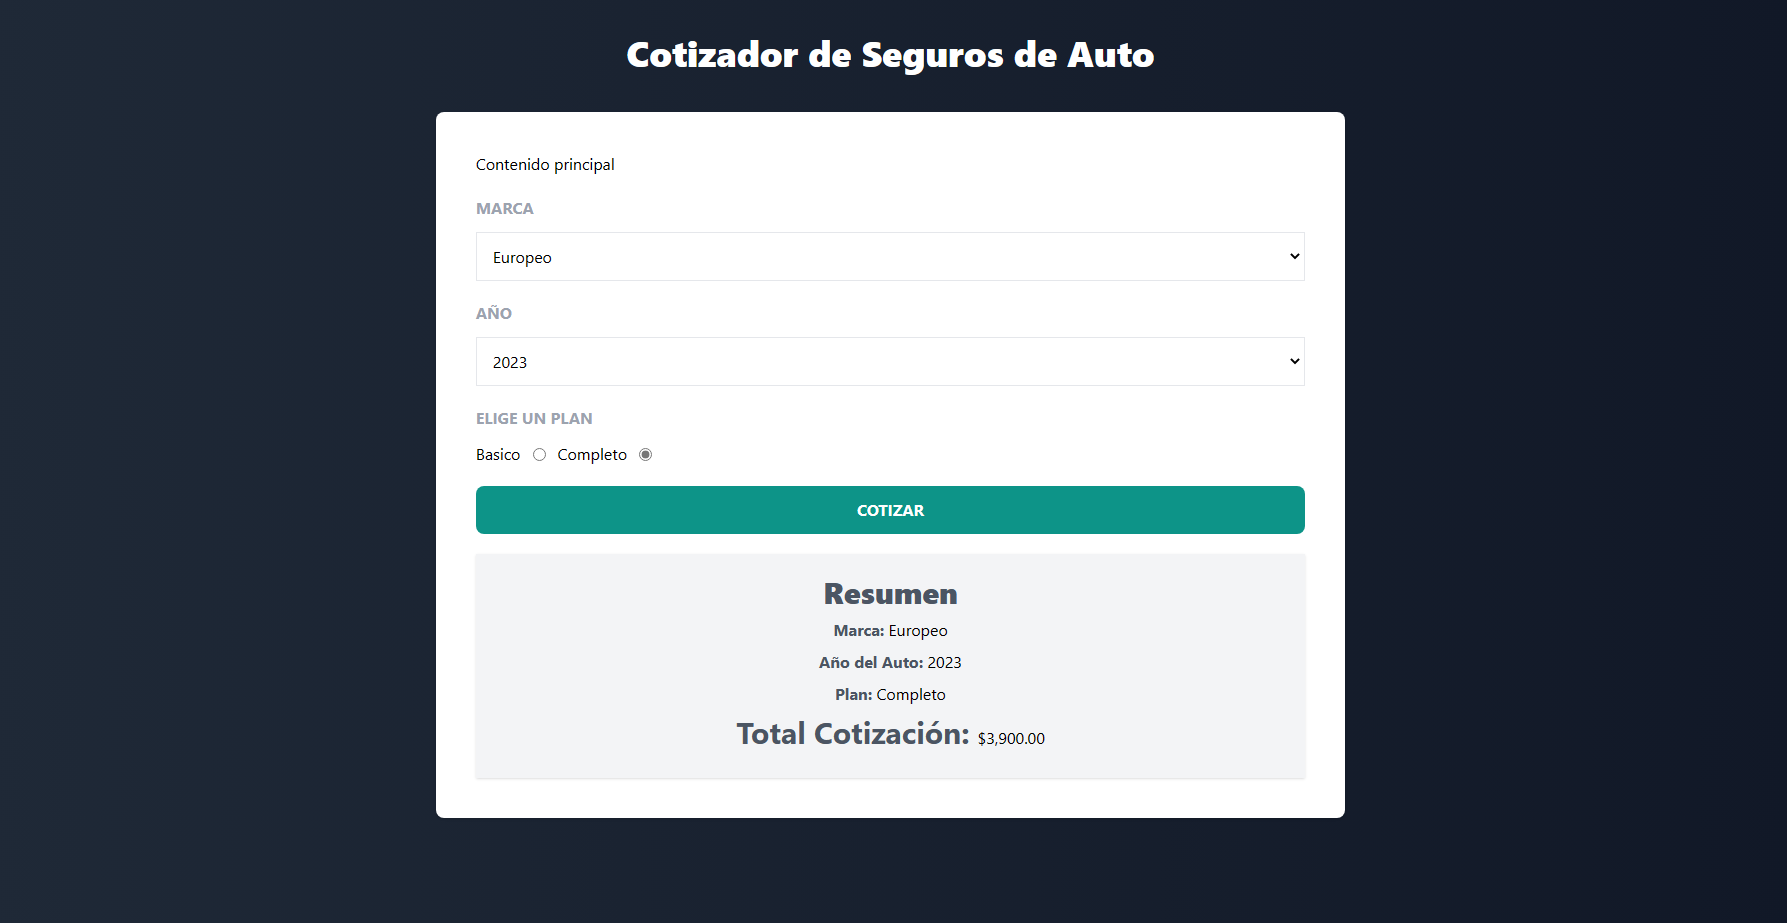 Cotizador de Seguros de Auto
Contenido principal
MARCA
Europeo
AÑO
2023
ELIGE UN PLAN
Basico Completo
COTIZAR
Resumen
Marca: Europeo
Año del Auto: 2023
Plan: Completo
Total Cotización: $3,900.00